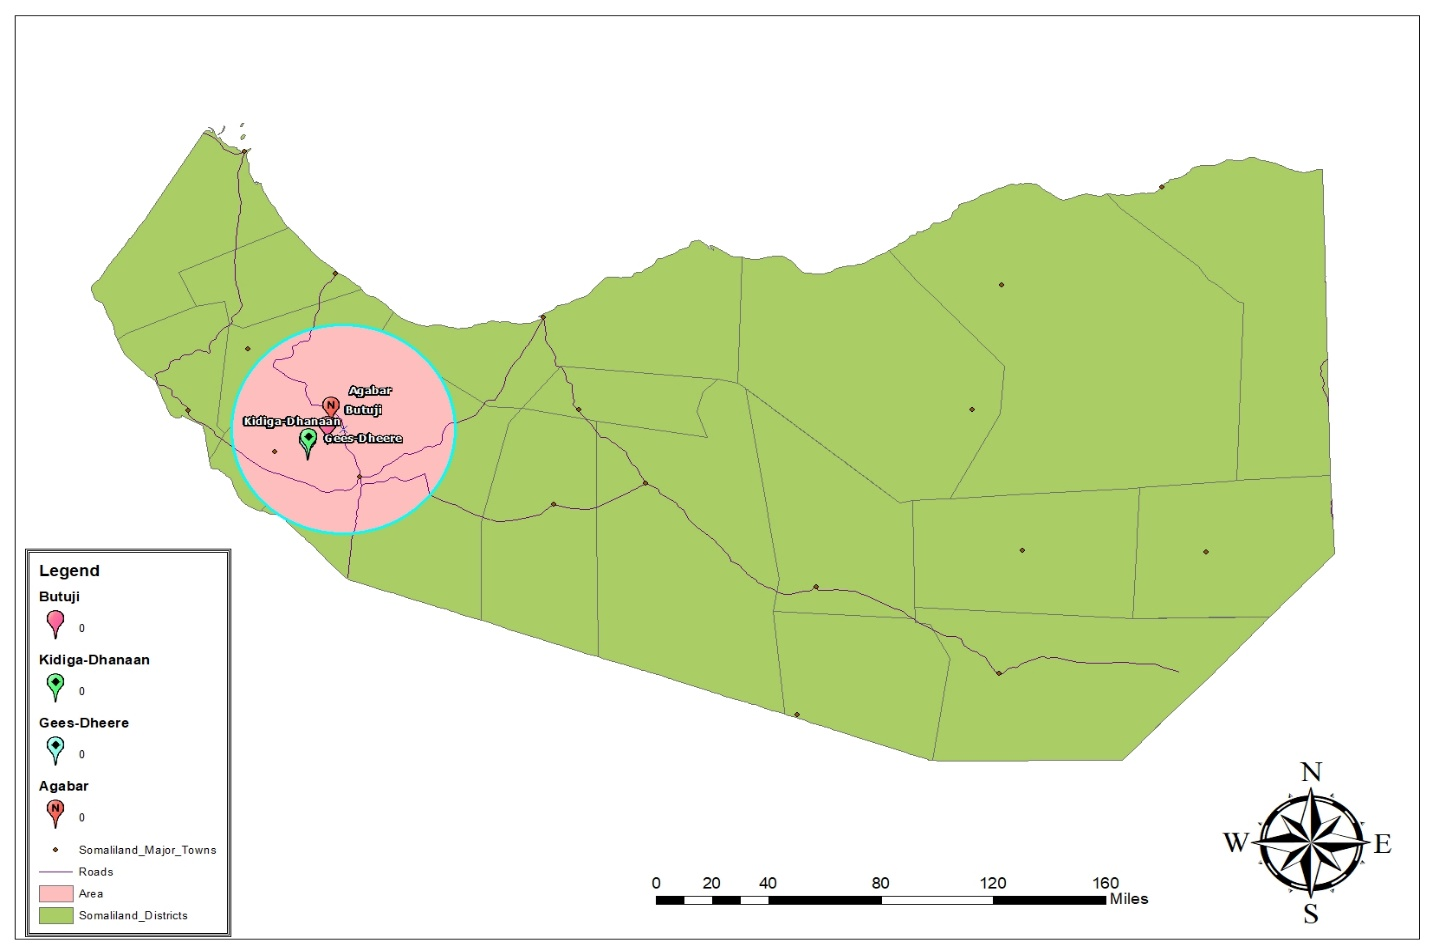 Agabar
Butuji
Kidiga-Dhanaan
Gees-Dheere
Legend
Butuji
0
Kidiga-Dhanaan
0
Gees-Dheere
0
Agabar
N
0
Somaliland_Major_Towns
Roads
Area
Somaliland_Districts
N
0 20 40 80 120 160
Miles
N
W E
S